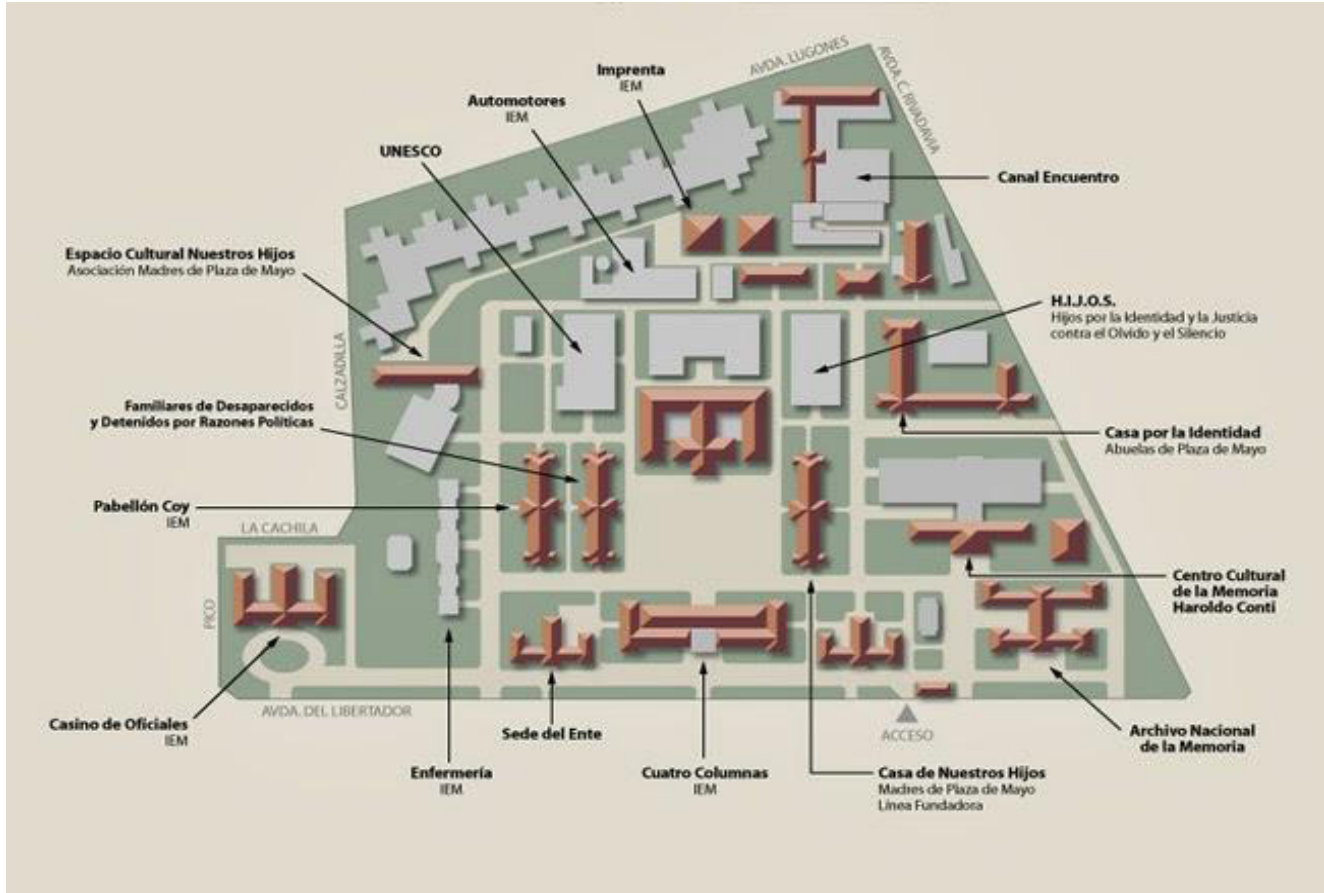 AVDA. LUGONES
AVDA. C. RIVADAVIA
Imprenta
IEM
Automotores
IEM
UNESCO
Canal Encuentro
Espacio Cultural Nuestros Hijos
Asociación Madres de Plaza de Mayo
H.I.J.O.S.
Hijos por la Identidad y la Justicia
contra el Olvido y el Silencio
CALZADILLA
Familiares de Desaparecidos
y Detenidos por Razones Políticas
Casa por la Identidad
Abuelas de Plaza de Mayo
Pabellón Coy
IEM
LA CACHILA
PICO
Centro Cultural
de la Memoria
Haroldo Conti
AVDA. DEL LIBERTADOR
Casino de Oficiales
IEM
Sede del Ente
ACCESO
Archivo Nacional
de la Memoria
Enfermería
IEM
Cuatro Columnas
IEM
Casa de Nuestros Hijos
Madres de Plaza de Mayo
Línea Fundadora